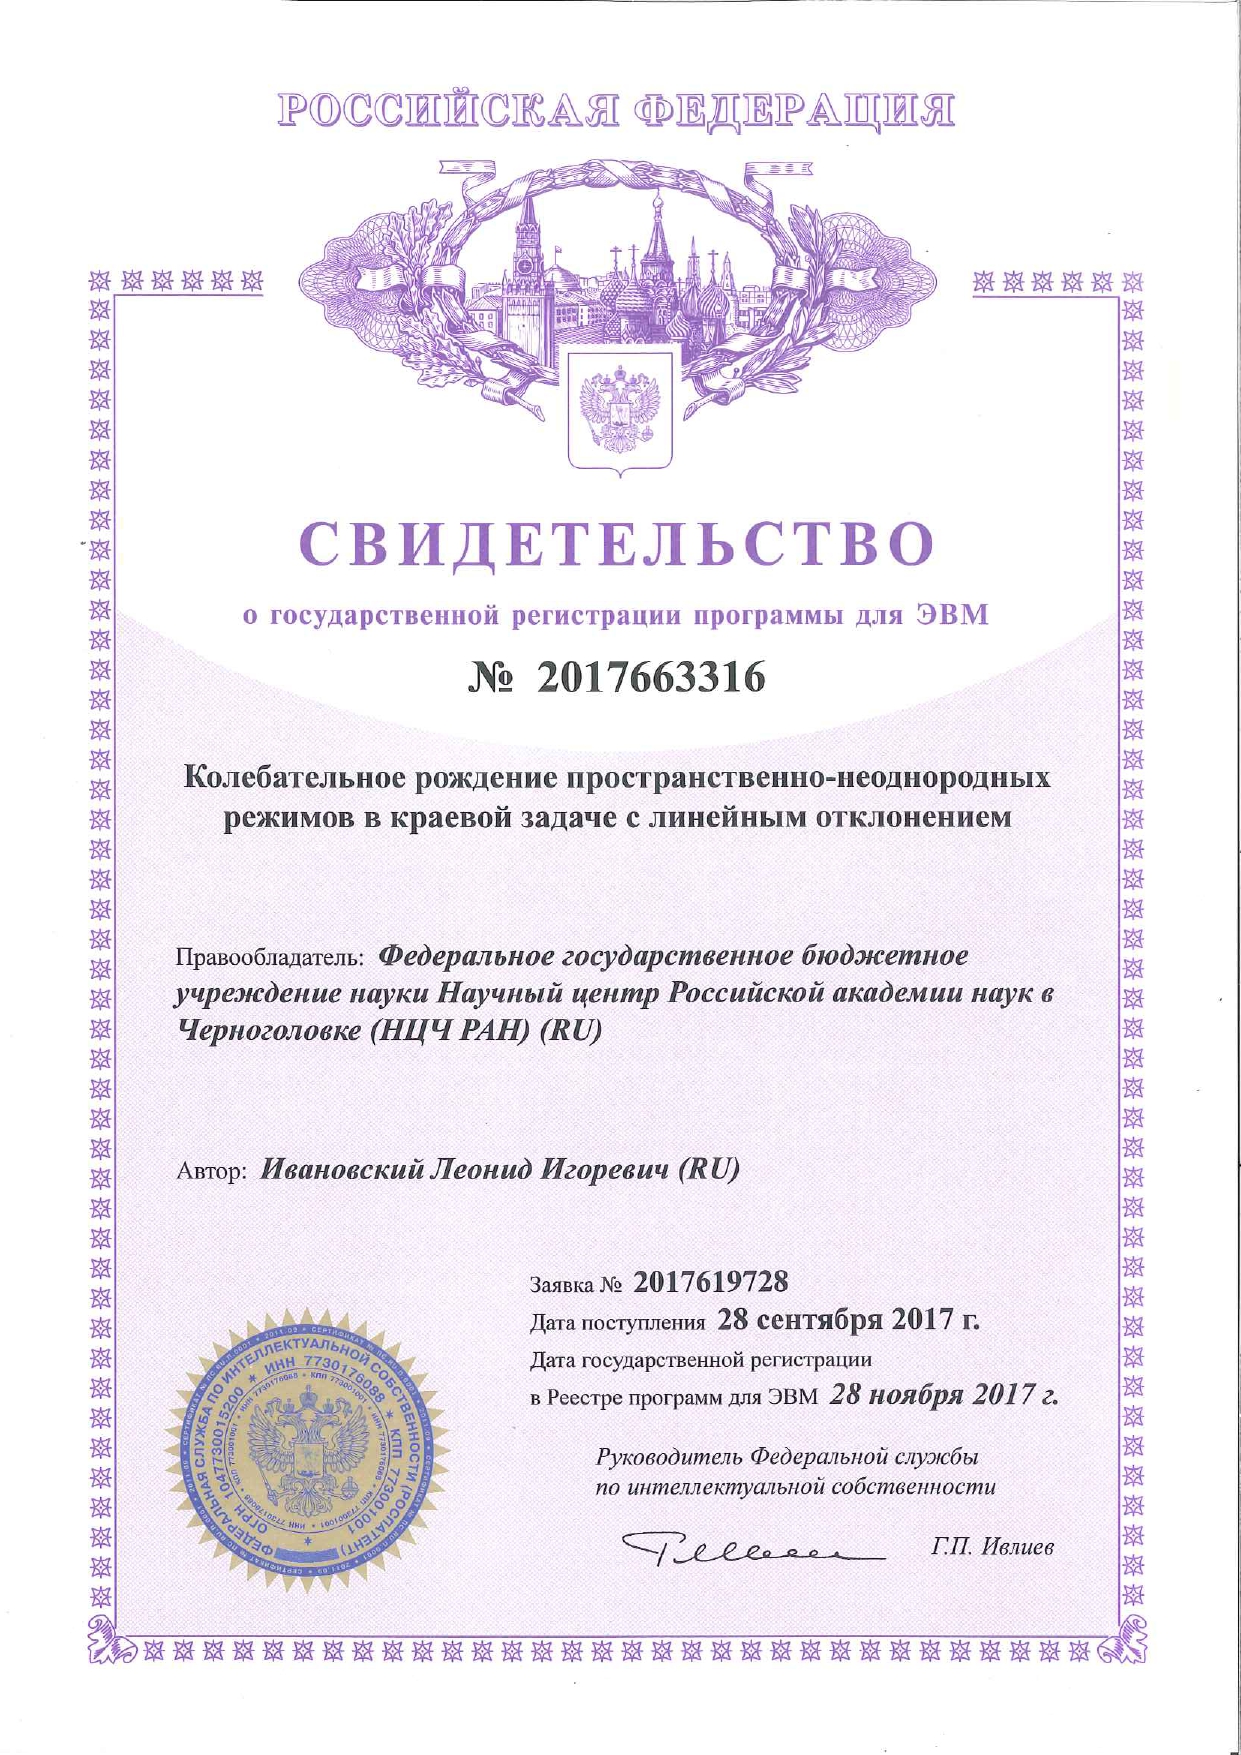 РОССИЙСКАЯ ФЕДЕРАЦИЯ
СВИДЕТЕЛЬСТВО
о государственной регистрации программы для ЭВМ
№ 2017663316
Колебательное рождение пространственно-неоднородных
режимов в краевой задаче с линейным отклонением
Правообладатель: Федеральное государственное бюджетное
учреждение науки Научный центр Российской академии наук в
Черноголовке (НЦЧ РАН) (RU)
Автор: Ивановский Леонид Игоревич (RU)
Заявка № 2017619728
Дата поступления 28 сентября 2017 г.
Дата государственной регистрации
в Реестре программ для ЭВМ 28 ноября 2017 г.
Руководитель Федеральной службы
по интеллектуальной собственности
Г.П. Ивлиев
ФЕДЕРАЛЬНАЯ СЛУЖБА ПО ИНТЕЛЛЕКТУАЛЬНОЙ СОБСТВЕННОСТИ (РОСПАТЕНТ)
ОГРН 1047730015200 * ИНН 7730176088 * КПП 773001001